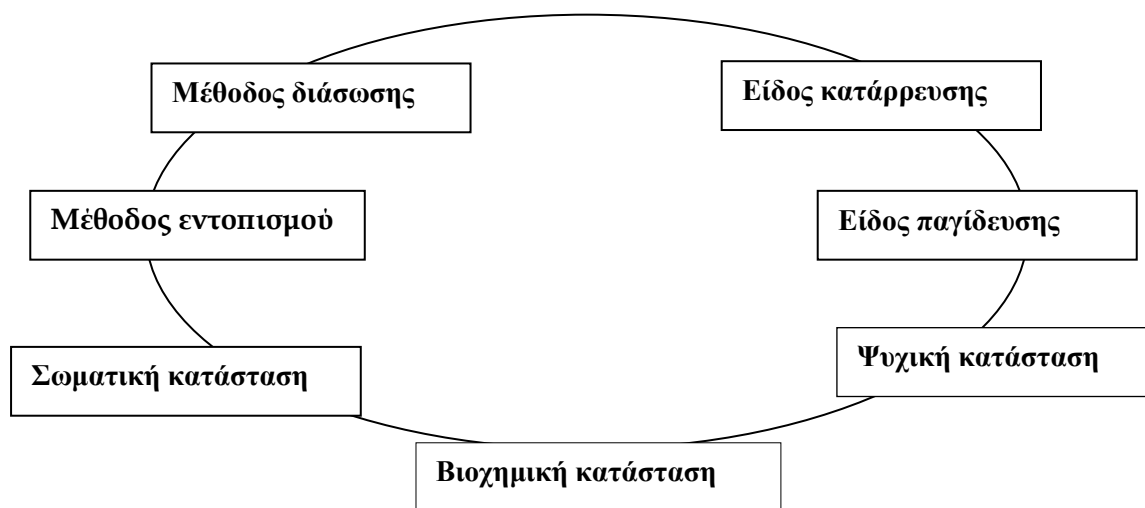 Μέθοδος διάσωσης
Είδος κατάρρευσης
Μέθοδος εντοπισμού
Είδος παγίδευσης
Ψυχική κατάσταση
Σωματική κατάσταση
Βιοχημική κατάσταση